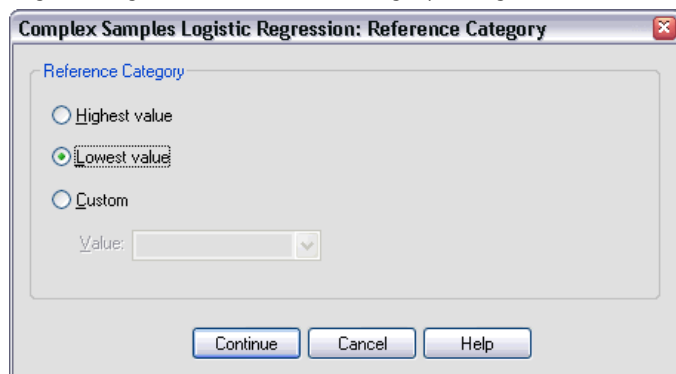 Complex Samples Logistic Regression: Reference Category
Reference Category
Highest value
Lowest value
Custom
Value:
Continue Cancel Help